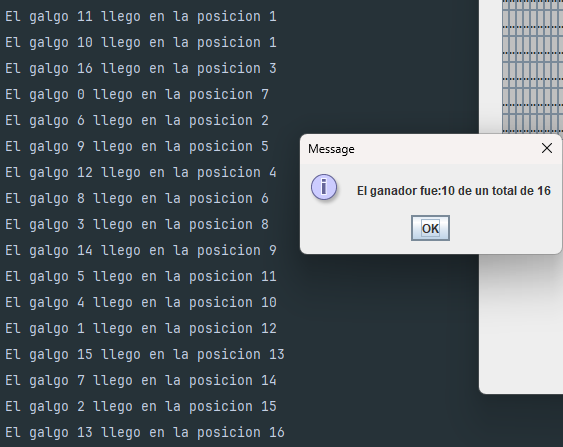 El galgo 11 llego en la posicion 1
El galgo 10 llego en la posicion 1
El galgo 16 llego en la posicion 3
El galgo 0 llego en la posicion 7
El galgo 6 llego en la posicion 2
El galgo 9 llego en la posicion 5
El galgo 12 llego en la posicion 4
El galgo 8 llego en la posicion 6
El galgo 3 llego en la posicion 8
El galgo 14 llego en la posicion 9
El galgo 5 llego en la posicion 11
El galgo 4 llego en la posicion 10
El galgo 1 llego en la posicion 12
El galgo 15 llego en la posicion 13
El galgo 7 llego en la posicion 14
El galgo 2 llego en la posicion 15
El galgo 13 llego en la posicion 16
Message
El ganador fue:10 de un total de 16
OK